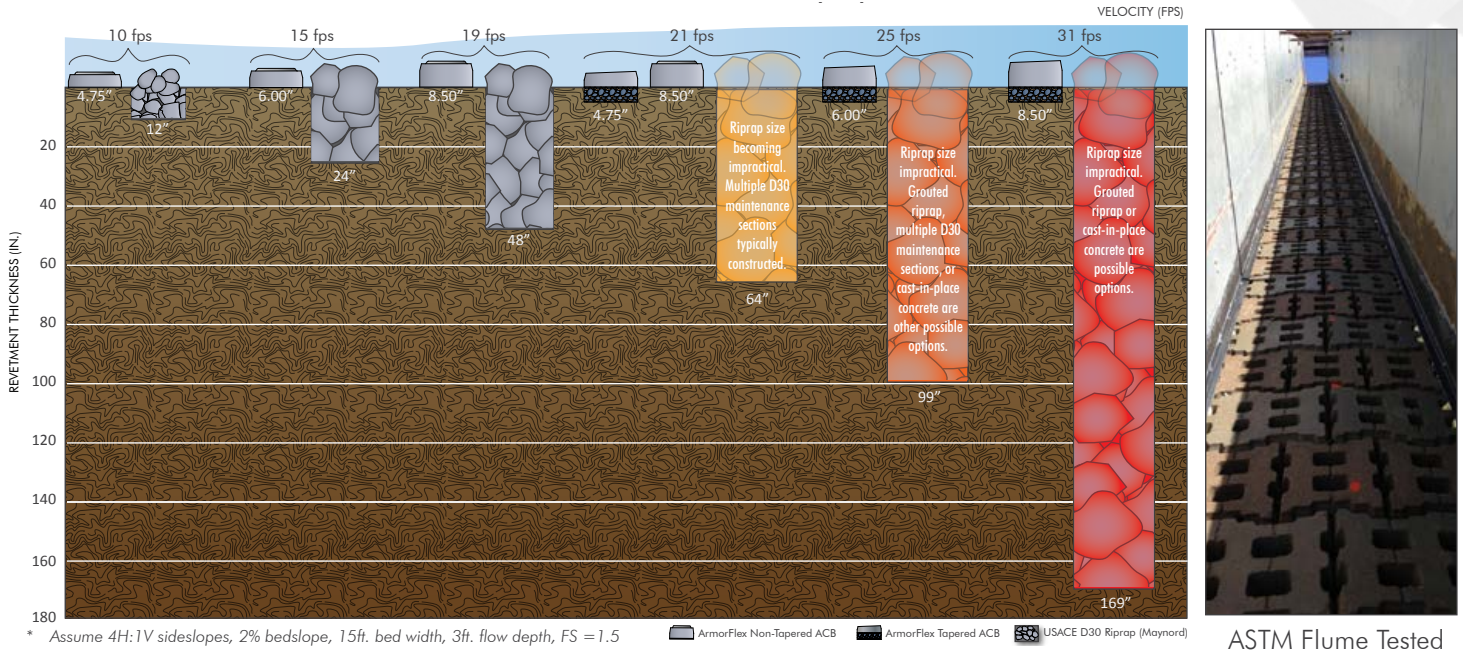 VELOCITY (FPS)
10 fps
15 fps
19 fps
21 fps
25 fps
31 fps
4.75”
12”
6.00”
24”
8.50”
48”
4.75”
8.50”
Riprap size
becoming
impractical.
Multiple D30
maintenance
sections
typically
constructed.
64”
6.00”
Riprap size
impractical.
Grouted
riprap,
multiple D30
maintenance
sections, or
cast-in-place
concrete are
other possible
options.
99”
8.50”
Riprap size
impractical.
Grouted
riprap or
cast-in-place
concrete are
possible
options.
169”
REVETMENT THICKNESS (IN.)
20
40
60
80
100
120
140
160
180
* Assume 4H:1V sideslopes, 2% bedslope, 15ft. bed width, 3ft. flow depth, FS =1.5
ArmorFlex Non-Tapered ACB
ArmorFlex Tapered ACB
USACE D30 Riprap (Maynord)
ASTM Flume Tested